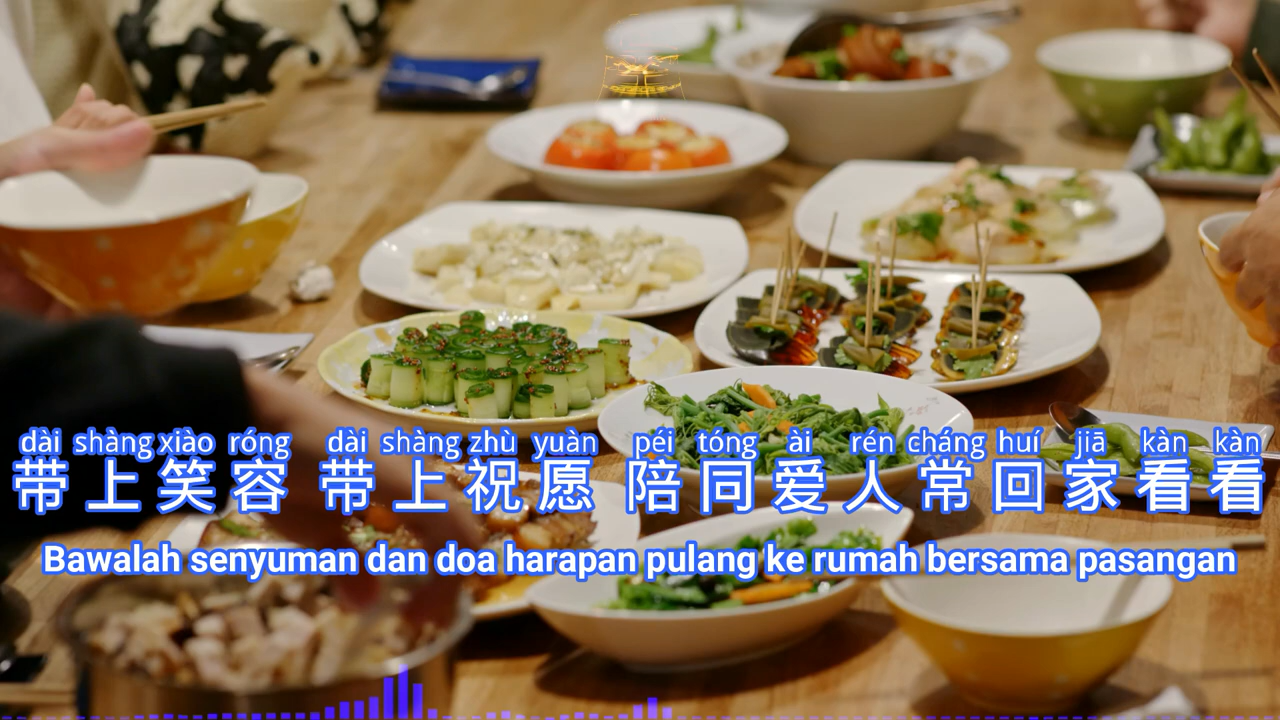 dài shàng xiào róng dài shàng zhù yuàn péi tóng ài rén cháng huí jiā kàn kàn
带上笑容 带上祝愿 陪同爱人常回家看看
Bawalah senyuman dan doa harapan pulang ke rumah bersama pasangan